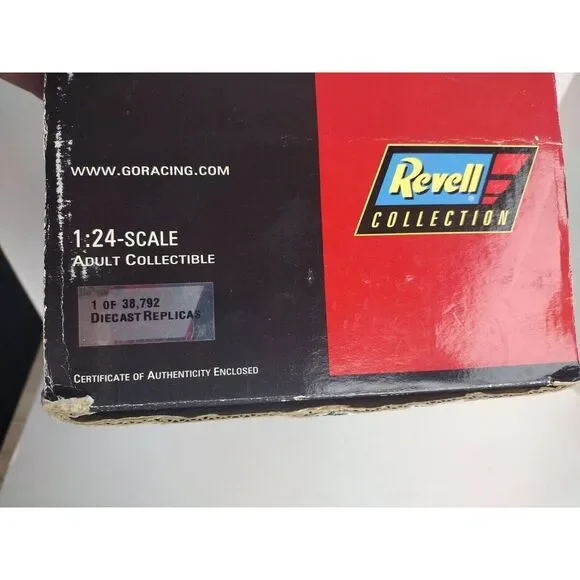 WWW.GORACING.COM
Revell
COLLECTION
1:24-SCALE
ADULT COLLECTIBLE
1 OF 38,792
DIECAST REPLICAS
CERTIFICATE OF AUTHENTICITY ENCLOSED